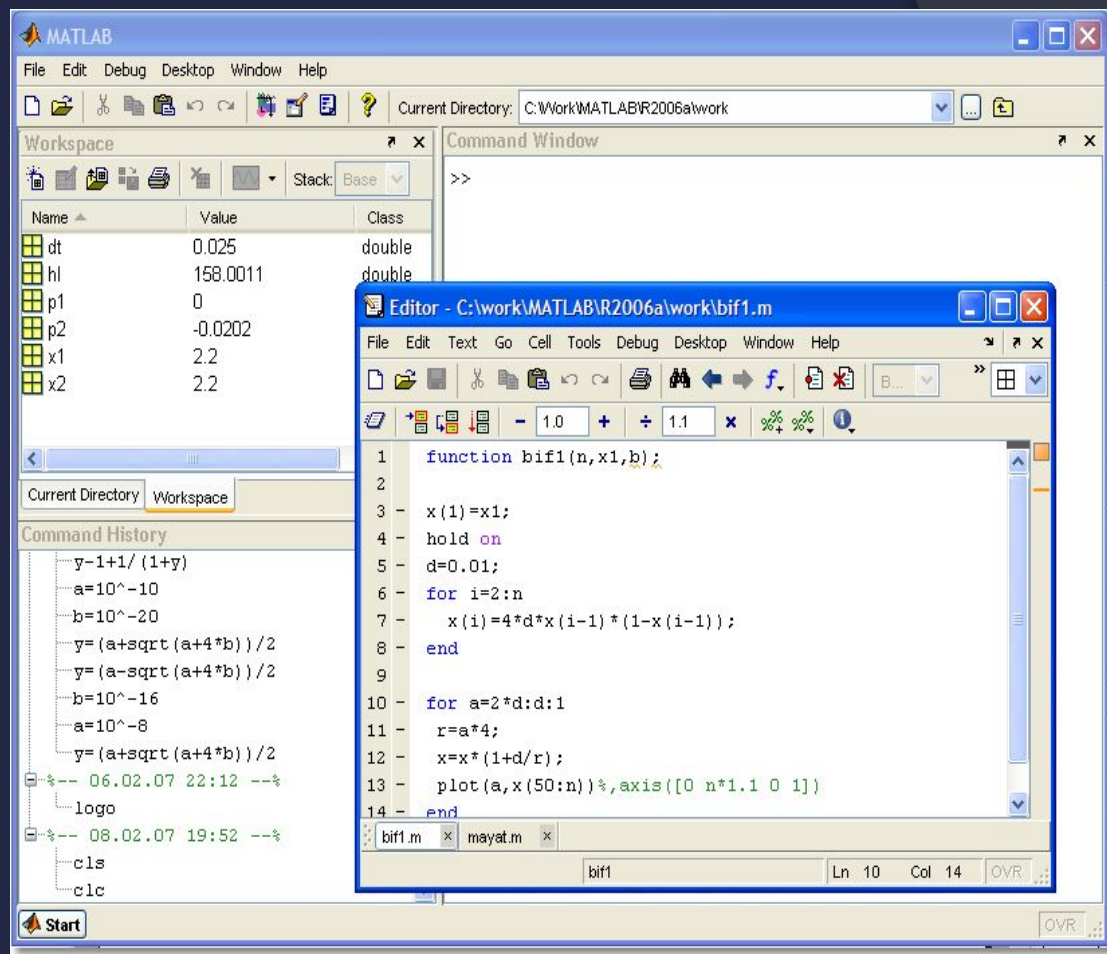 MATLAB
File Edit Debug Desktop Window Help
Current Directory: C:\Work\MATLAB\R2006a\work
Workspace
Stack: Base
Name Value Class
dt 0.025 double
hl 158.0011 double
p1 0
p2 -0.0202
x1 2.2
x2 2.2
Current Directory Workspace
Command History
y-1+1/(1+y)
a=10^-10
b=10^-20
y=(a+sqrt(a+4*b))/2
y=(a-sqrt(a+4*b))/2
b=10^-16
a=10^-8
y=(a+sqrt(a+4*b))/2
%-- 06.02.07 22:12 --%
logo
%-- 08.02.07 19:52 --%
cls
clc
Start
Command Window
>>
Editor - C:\work\MATLAB\R2006a\work\bif1.m
File Edit Text Go Cell Tools Debug Desktop Window Help
B...
- 1.0 + ÷ 1.1 ×
1 function bif1(n,x1,b);
2
3 - x(1)=x1;
4 - hold on
5 - d=0.01;
6 - for i=2:n
7 - x(i)=4*d*x(i-1)*(1-x(i-1));
8 - end
9
10 - for a=2*d:d:1
11 - r=a*4;
12 - x=x*(1+d/r);
13 - plot(a,x(50:n))%,axis([0 n*1.1 0 1])
14 - end
bif1.m mayat.m
bif1 Ln 10 Col 14 OVR
OVR